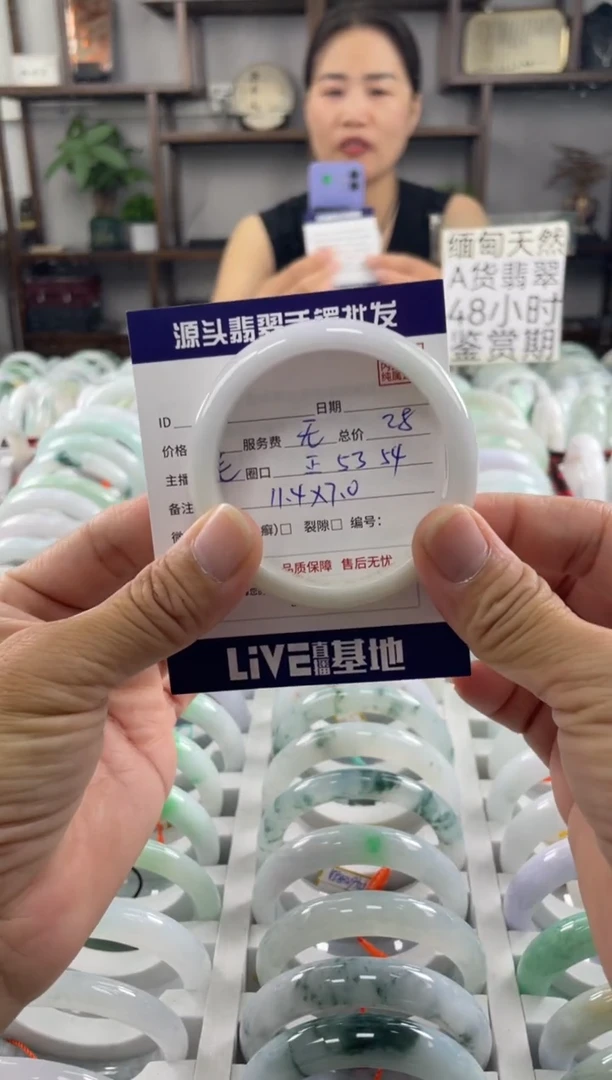 缅甸天然
A货翡翠
48小时
鉴赏期
源头翡翠手镯批发
ID
日期
价格
服务费 无 总价 28
主播
圈口 正 53 54
备注
11.4X7.0
癣)□ 裂隙□ 编号:
品质保障 售后无忧
LIVE直播基地